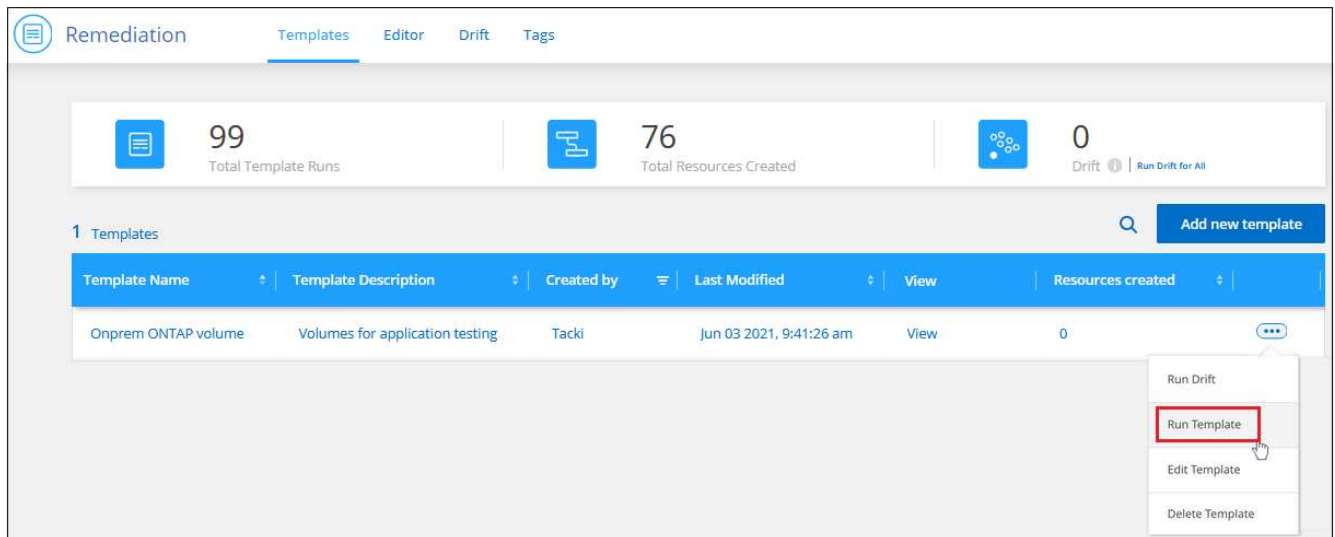 Remediation Templates Editor Drift Tags
99 76 0
Total Template Runs Total Resources Created Drift Run Drift for All
1 Templates Add new template
Template Name Template Description Created by Last Modified View Resources created
Onprem ONTAP volume Volumes for application testing Tacki Jun 03 2021, 9:41:26 am View 0
Run Drift
Run Template
Edit Template
Delete Template